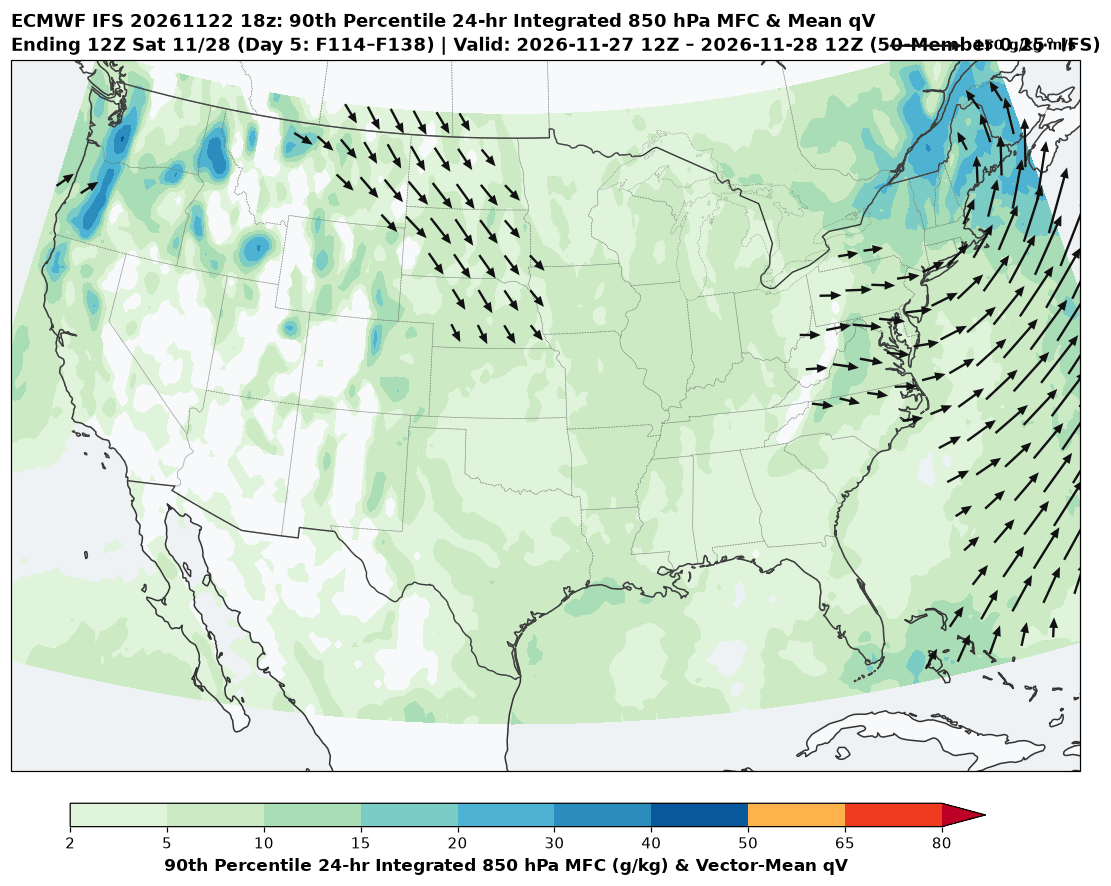 ECMWF IFS 20261122 18z: 90th Percentile 24-hr Integrated 850 hPa MFC & Mean qV
Ending 12Z Sat 11/28 (Day 5: F114–F138) | Valid: 2026-11-27 12Z – 2026-11-28 12Z (50-Member 0.25° IFS)
150 g/kg·m/s
2 5 10 15 20 30 40 50 65 80
90th Percentile 24-hr Integrated 850 hPa MFC (g/kg) & Vector-Mean qV